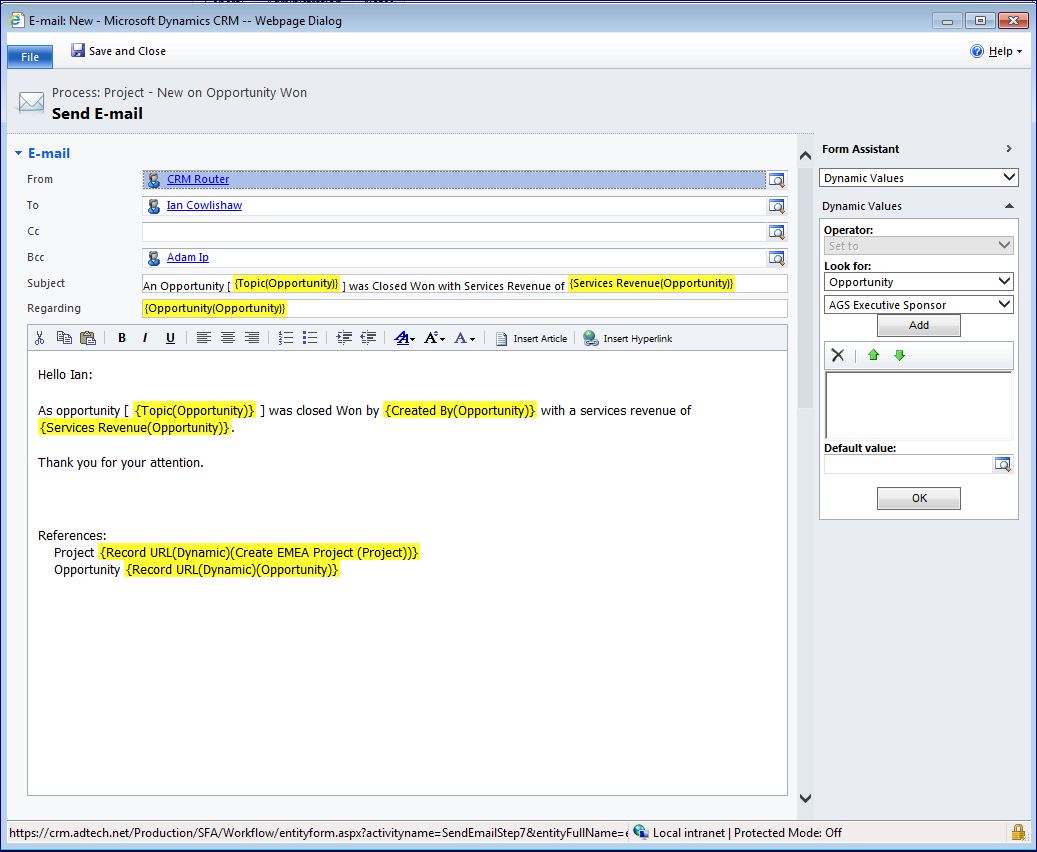 E-mail: New - Microsoft Dynamics CRM -- Webpage Dialog
File
Save and Close
Help
Process: Project - New on Opportunity Won
Send E-mail
E-mail
From CRM Router
To Ian Cowlishaw
Cc
Bcc Adam Ip
Subject An Opportunity [ {Topic(Opportunity)} ] was Closed Won with Services Revenue of {Services Revenue(Opportunity)}
Regarding {Opportunity(Opportunity)}
B I U A A A Insert Article Insert Hyperlink
Hello Ian:
As opportunity [ {Topic(Opportunity)} ] was closed Won by {Created By(Opportunity)} with a services revenue of
{Services Revenue(Opportunity)}.
Thank you for your attention.
References:
Project {Record URL(Dynamic)(Create EMEA Project (Project))}
Opportunity {Record URL(Dynamic)(Opportunity)}
Form Assistant
Dynamic Values
Dynamic Values
Operator:
Set to
Look for:
Opportunity
AGS Executive Sponsor
Add
Default value:
OK
https://crm.adtech.net/Production/SFA/Workflow/entityform.aspx?activityname=SendEmailStep7&entityFullName=
Local intranet | Protected Mode: Off